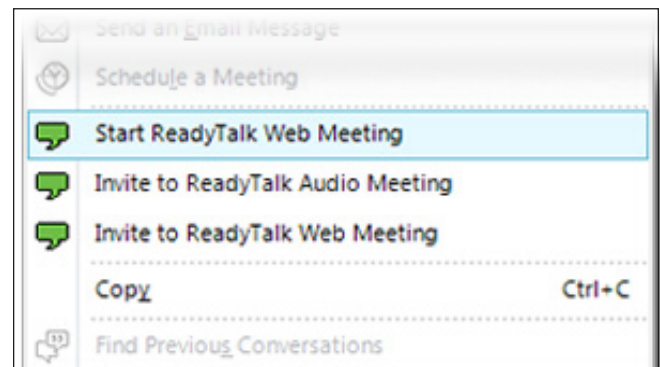 Send an Email Message
Schedule a Meeting
Start ReadyTalk Web Meeting
Invite to ReadyTalk Audio Meeting
Invite to ReadyTalk Web Meeting
Copy Ctrl+C
Find Previous Conversations